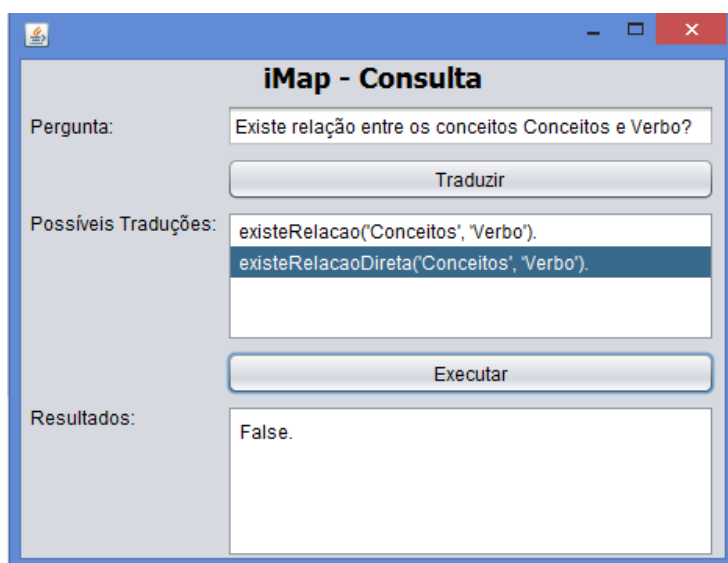 iMap - Consulta
Pergunta:
Existe relação entre os conceitos Conceitos e Verbo?
Traduzir
Possíveis Traduções:
existeRelacao('Conceitos', 'Verbo').
existeRelacaoDireta('Conceitos', 'Verbo').
Executar
Resultados:
False.